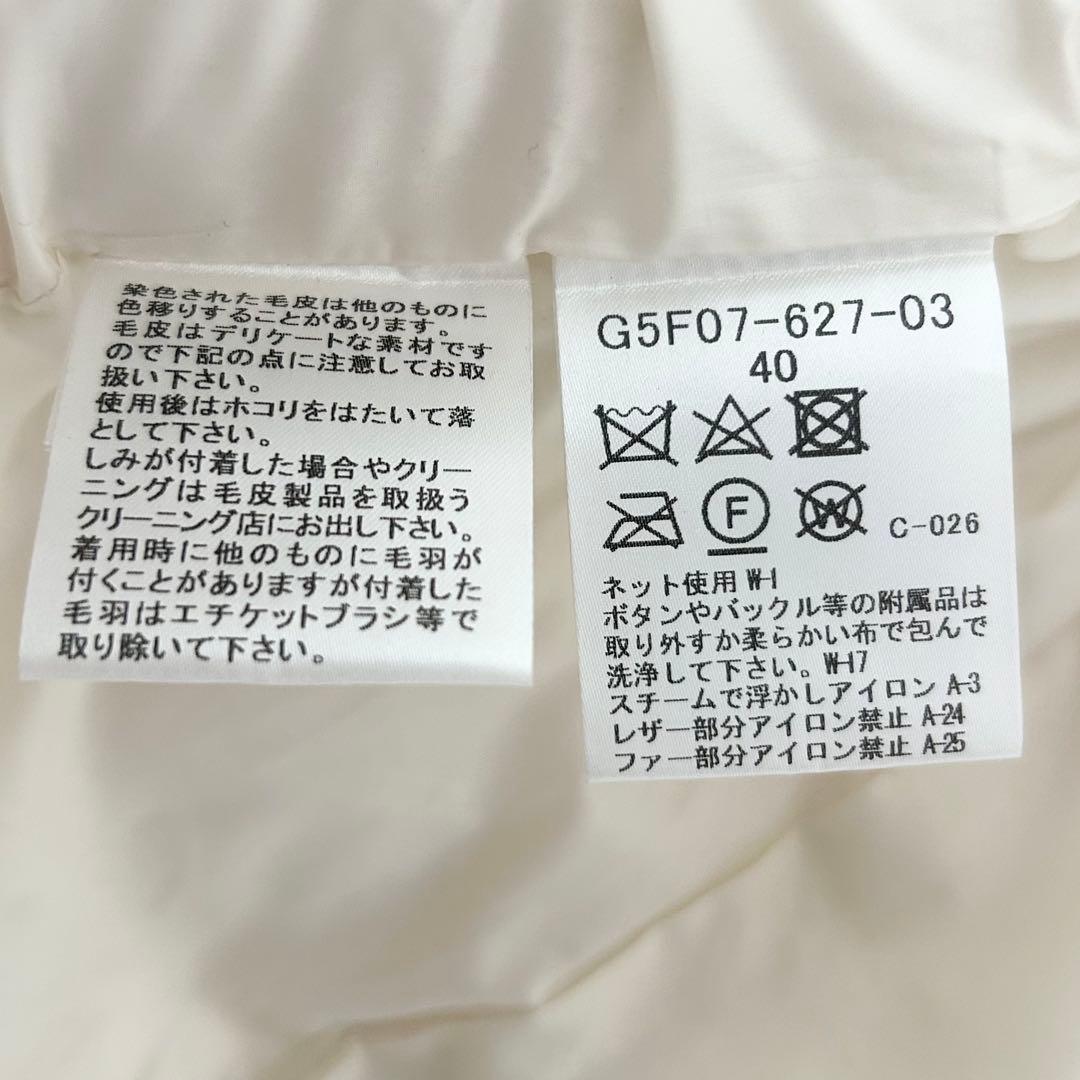 染色された毛皮は他のものに
色移りすることがあります。
毛皮はデリケートな素材です
ので下記の点に注意してお取
扱い下さい。
使用後はホコリをはたいて落
として下さい。
しみが付着した場合やクリー
ニングは毛皮製品を取扱う
クリーニング店にお出し下さい。
着用時に他のものに毛羽が
付くことがありますが付着した
毛羽はエチケットブラシ等で
取り除いて下さい。
G5F07-627-03
40
F
W
C-026
ネット使用 W-1
ボタンやバックル等の附属品は
取り外すか柔らかい布で包んで
洗浄して下さい。W-17
スチームで浮かしアイロン A-3
レザー部分アイロン禁止 A-24
ファー部分アイロン禁止 A-25